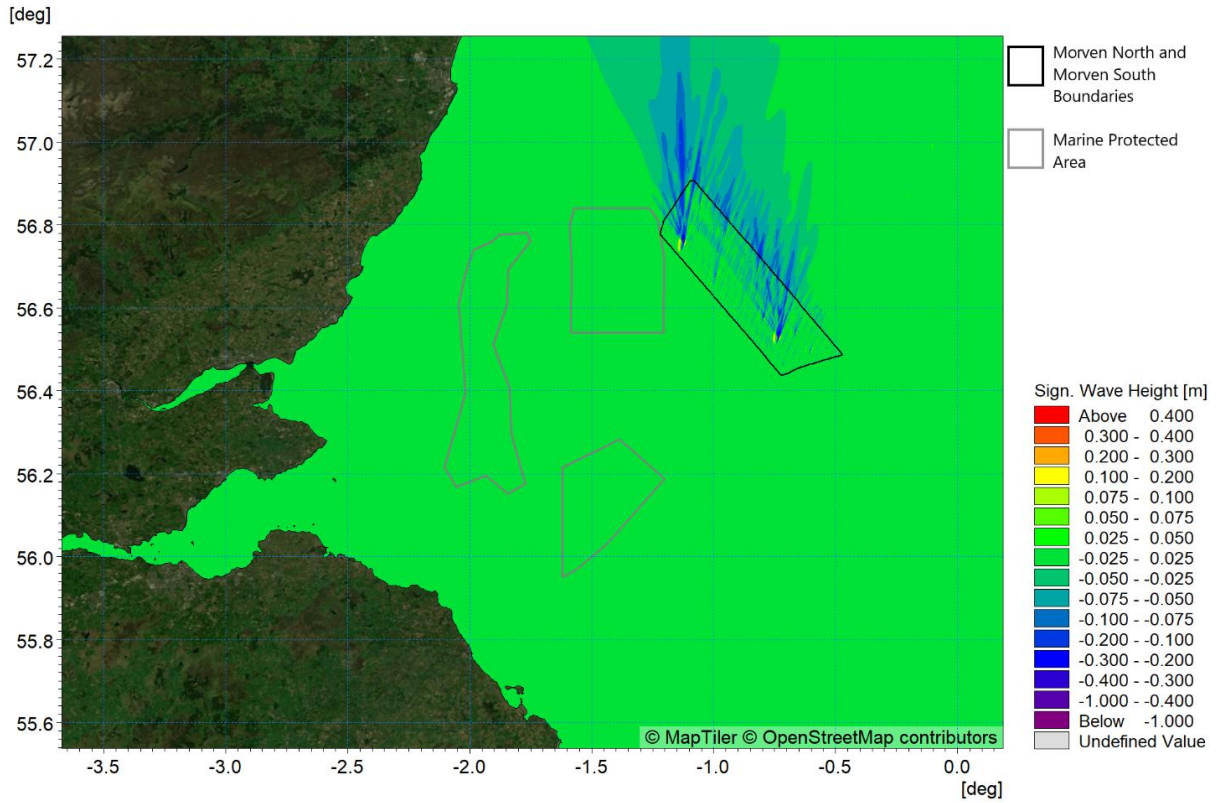 [deg]
57.2
57.0
56.8
56.6
56.4
56.2
56.0
55.8
55.6
-3.5 -3.0 -2.5 -2.0 -1.5 -1.0 -0.5 0.0
[deg]
© MapTiler © OpenStreetMap contributors
Morven North and
Morven South
Boundaries
Marine Protected
Area
Sign. Wave Height [m]
Above 0.400
0.300 - 0.400
0.200 - 0.300
0.100 - 0.200
0.075 - 0.100
0.050 - 0.075
0.025 - 0.050
-0.025 - 0.025
-0.050 - -0.025
-0.075 - -0.050
-0.100 - -0.075
-0.200 - -0.100
-0.300 - -0.200
-0.400 - -0.300
-1.000 - -0.400
Below -1.000
Undefined Value